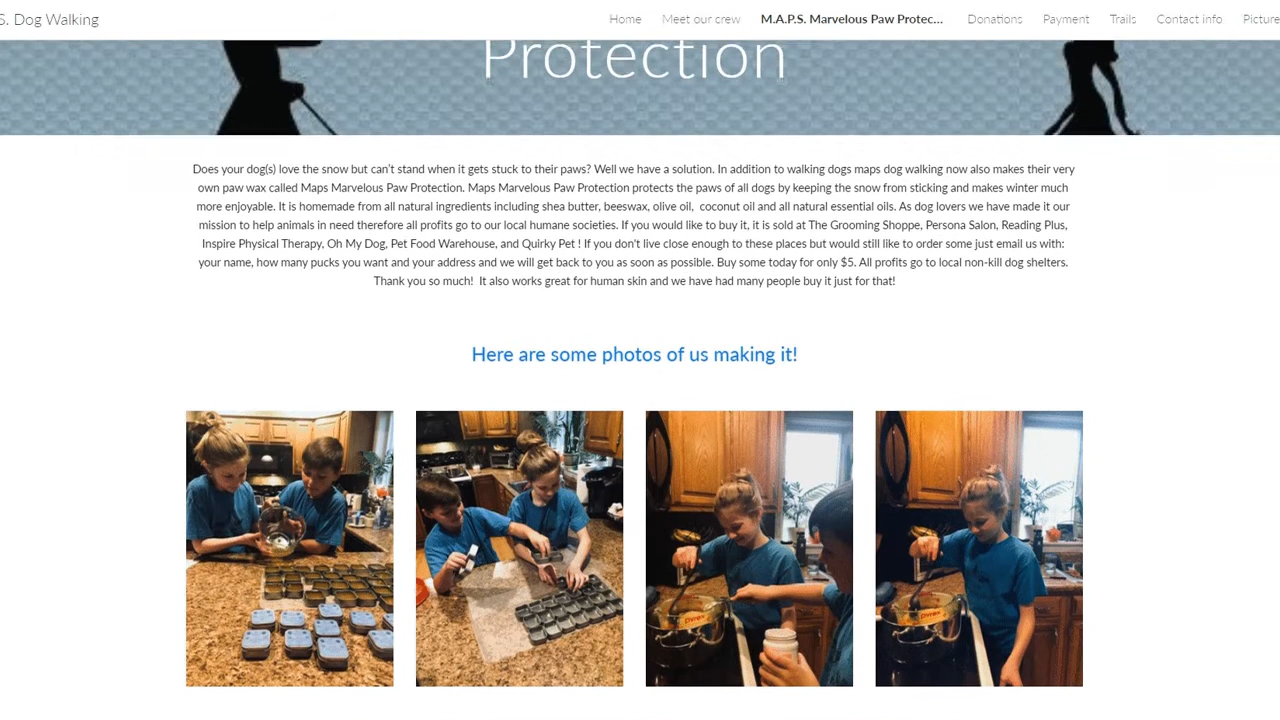 S. Dog Walking
Home Meet our crew M.A.P.S. Marvelous Paw Protec... Donations Payment Trails Contact info Picture
Protection
Does your dog(s) love the snow but can't stand when it gets stuck to their paws? Well we have a solution. In addition to walking dogs maps dog walking now also makes their very
own paw wax called Maps Marvelous Paw Protection. Maps Marvelous Paw Protection protects the paws of all dogs by keeping the snow from sticking and makes winter much
more enjoyable. It is homemade from all natural ingredients including shea butter, beeswax, olive oil, coconut oil and all natural essential oils. As dog lovers we have made it our
mission to help animals in need therefore all profits go to our local humane societies. If you would like to buy it, it is sold at The Grooming Shoppe, Persona Salon, Reading Plus,
Inspire Physical Therapy, Oh My Dog, Pet Food Warehouse, and Quirky Pet ! If you don't live close enough to these places but would still like to order some just email us with:
your name, how many pucks you want and your address and we will get back to you as soon as possible. Buy some today for only $5. All profits go to local non-kill dog shelters.
Thank you so much! It also works great for human skin and we have had many people buy it just for that!
Here are some photos of us making it!
Pyrex
Pyrex